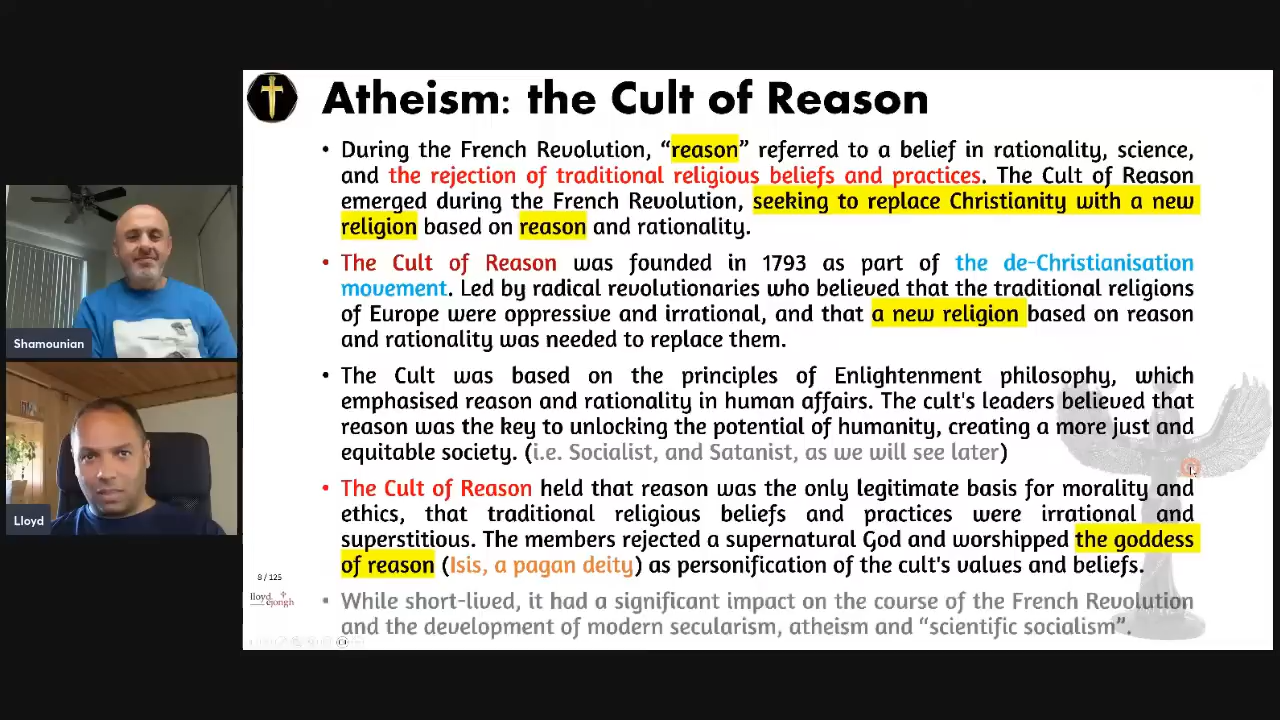 Atheism: the Cult of Reason
• During the French Revolution, “reason” referred to a belief in rationality, science,
and the rejection of traditional religious beliefs and practices. The Cult of Reason
emerged during the French Revolution, seeking to replace Christianity with a new
religion based on reason and rationality.
• The Cult of Reason was founded in 1793 as part of the de-Christianisation
movement. Led by radical revolutionaries who believed that the traditional religions
of Europe were oppressive and irrational, and that a new religion based on reason
and rationality was needed to replace them.
• The Cult was based on the principles of Enlightenment philosophy, which
emphasised reason and rationality in human affairs. The cult's leaders believed that
reason was the key to unlocking the potential of humanity, creating a more just and
equitable society. (i.e. Socialist, and Satanist, as we will see later)
• The Cult of Reason held that reason was the only legitimate basis for morality and
ethics, that traditional religious beliefs and practices were irrational and
superstitious. The members rejected a supernatural God and worshipped the goddess
of reason (Isis, a pagan deity) as personification of the cult's values and beliefs.
• While short-lived, it had a significant impact on the course of the French Revolution
and the development of modern secularism, atheism and “scientific socialism”.
8 / 125
lloyd
dejongh
Shamounian
Lloyd